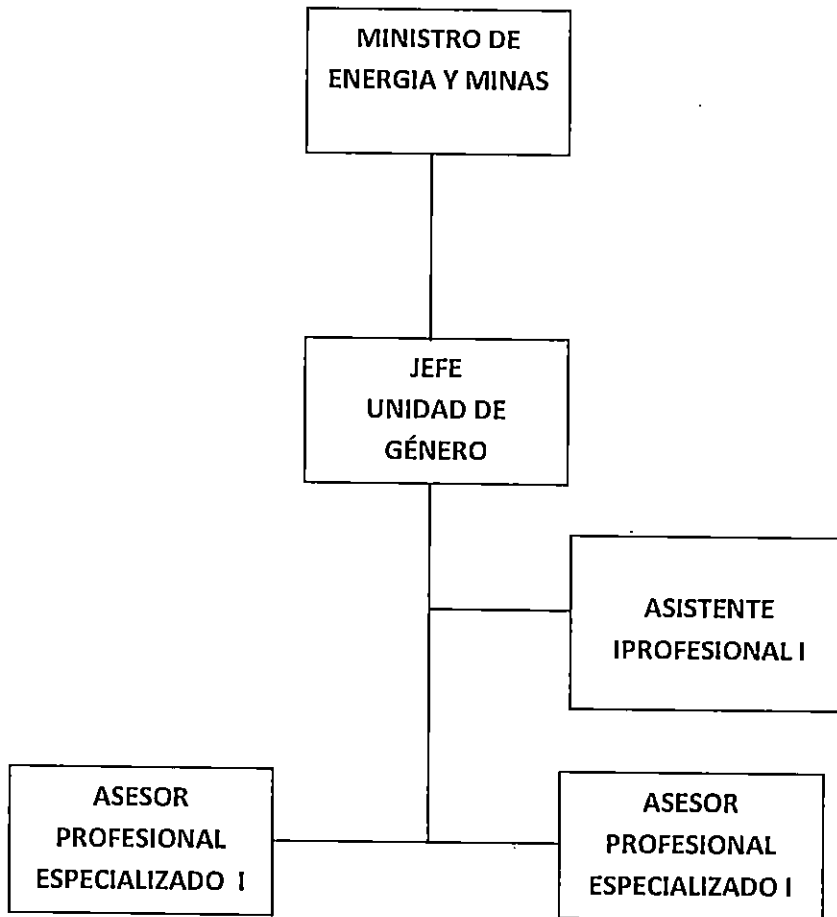 MINISTRO DE
ENERGIA Y MINAS
JEFE
UNIDAD DE
GÉNERO
ASISTENTE
IPROFESIONAL I
ASESOR
PROFESIONAL
ESPECIALIZADO I
ASESOR
PROFESIONAL
ESPECIALIZADO I